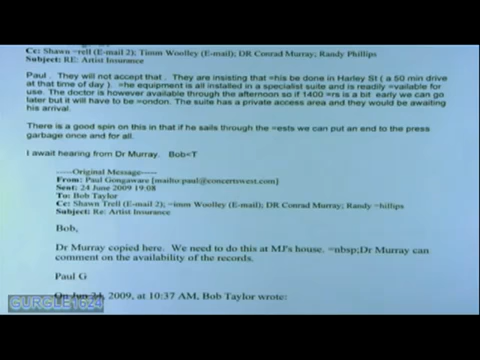 Cc: Shawn =rell (E-mail 2); Timm Woolley (E-mail); DR Conrad Murray; Randy Phillips
Subject: RE: Artist Insurance
Paul . They will not accept that . They are insisting that =his be done in Harley St ( a 50 min drive
at that time of day ). =he equipment is all installed in a specialist suite and is readily =vailable for
use. The doctor is however available through the afternoon so if 1400 =rs is a bit early we can go
later but it will have to be =ondon. The suite has a private access area and they would be awaiting
his arrival.
There is a good spin on this in that if he sails through the =ests we can put an end to the press
garbage once and for all.
I await hearing from Dr Murray. Bob<T
-----Original Message-----
From: Paul Gongaware [mailto:paul@concertswest.com]
Sent: 24 June 2009 19:08
To: Bob Taylor
Cc: Shawn Trell (E-mail 2); =imm Woolley (E-mail); DR Conrad Murray; Randy =hillips
Subject: Re: Artist Insurance
Bob,
Dr Murray copied here. We need to do this at MJ's house. =nbsp;Dr Murray can
comment on the availability of the records.
Paul G
On Jun 24, 2009, at 10:37 AM, Bob Taylor wrote:
GURGLE1624